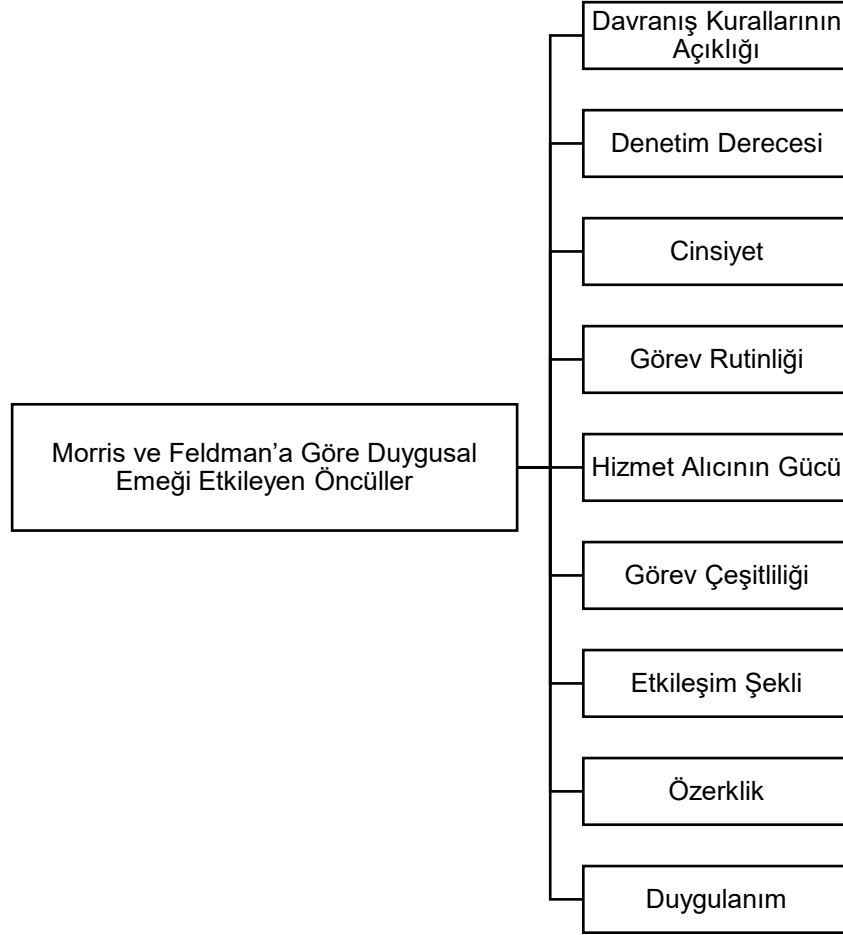 Davranış Kurallarının
Açıklığı
Denetim Derecesi
Cinsiyet
Görev Rutinliği
Morris ve Feldman’a Göre Duygusal
Emeği Etkileyen Öncüller
Hizmet Alıcının Gücü
Görev Çeşitliliği
Etkileşim Şekli
Özerklik
Duygulanım